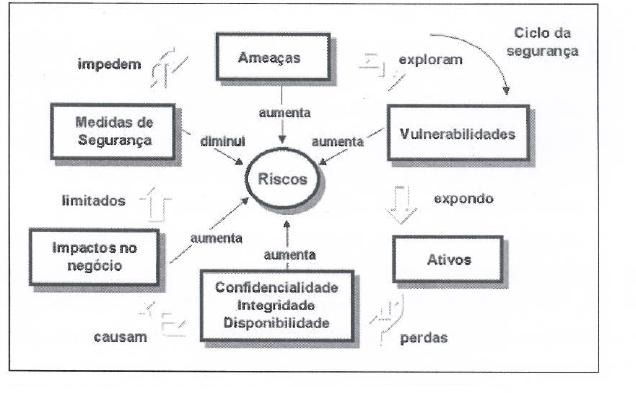 Ciclo da
segurança
Ameaças
impedem
exploram
aumenta
Medidas de
Segurança
diminui
aumenta
Vulnerabilidades
Riscos
limitados
expondo
Impactos no
negócio
aumenta
aumenta
Ativos
Confidencialidade
Integridade
Disponibilidade
causam
perdas